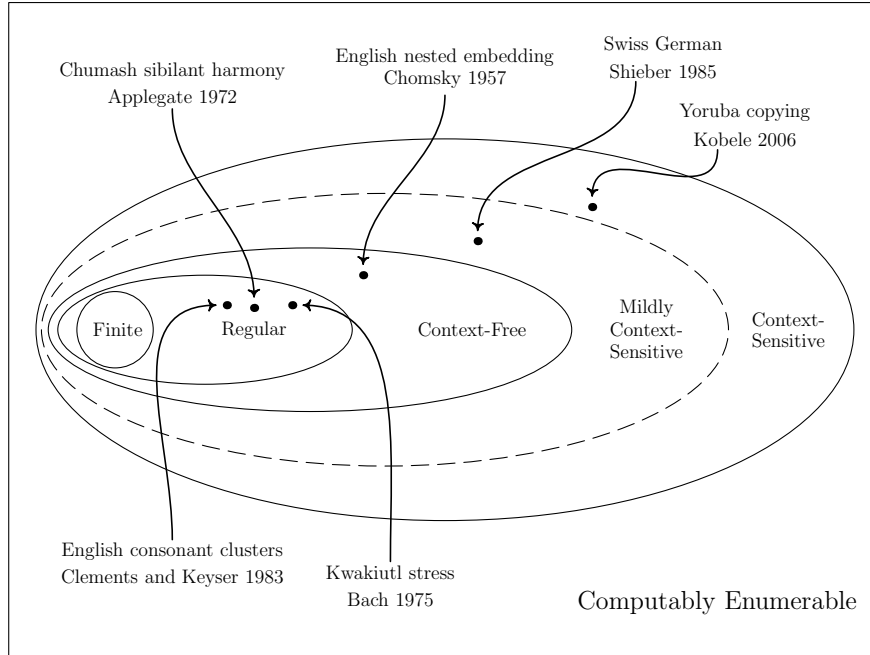 Swiss German
Shieber 1985
English nested embedding
Chomsky 1957
Chumash sibilant harmony
Applegate 1972
Yoruba copying
Kobele 2006
Finite
Regular
Context-Free
Mildly
Context-
Sensitive
Context-
Sensitive
English consonant clusters
Clements and Keyser 1983
Kwakiutl stress
Bach 1975
Computably Enumerable